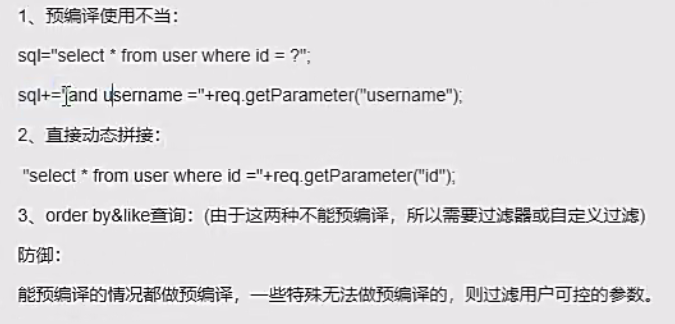 1、预编译使用不当：
sql="select * from user where id = ?";
sql+="and username ="+req.getParameter("username");
2、直接动态拼接：
"select * from user where id ="+req.getParameter("id");
3、order by&like查询：(由于这两种不能预编译，所以需要过滤器或自定义过滤)
防御：
能预编译的情况都做预编译，一些特殊无法做预编译的，则过滤用户可控的参数。